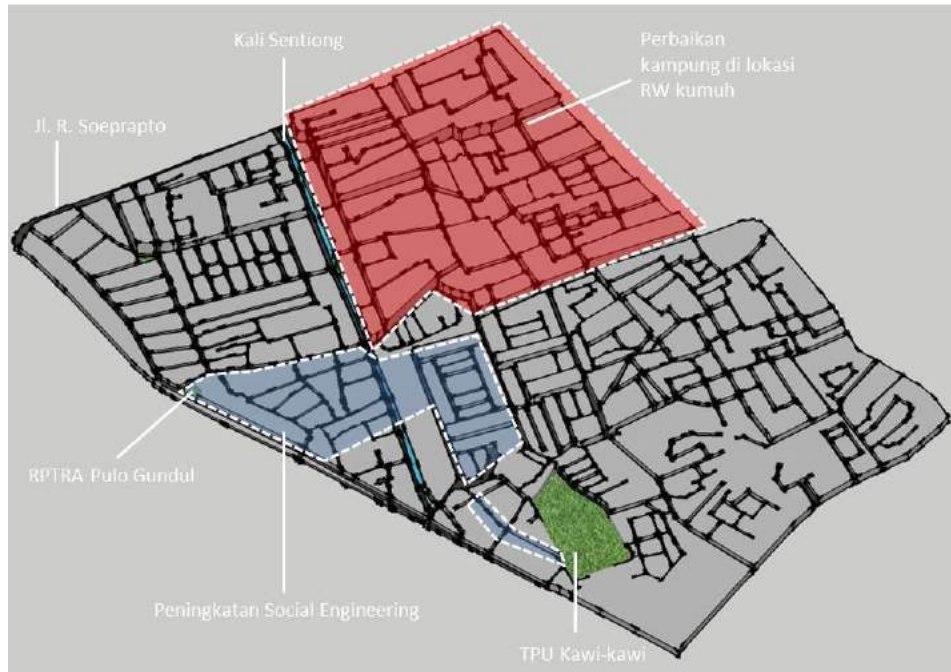 Kali Sentiong
Perbaikan
kampung di lokasi
RW kumuh
Jl. R. Soeprapto
RPTRA Pulo Gundul
Peningkatan Social Engineering
TPU Kawi-kawi